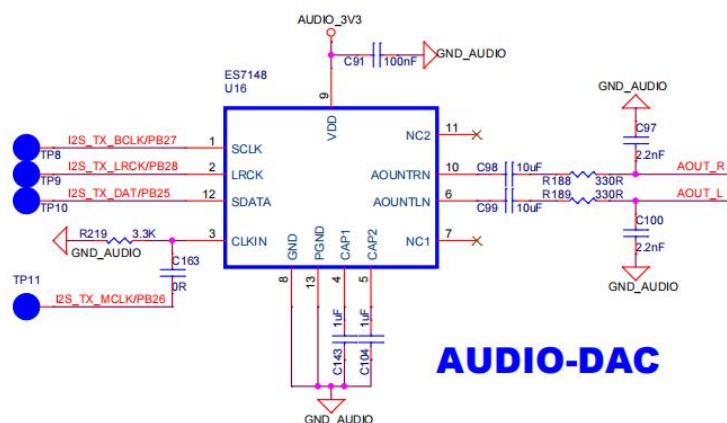 AUDIO_3V3
C91
100nF
GND_AUDIO
ES7148
U16
9
VDD
GND_AUDIO
C97
2.2nF
I2S_TX_BCLK/PB27
1
SCLK
TP8
I2S_TX_LRCK/PB28
2
LRCK
TP9
I2S_TX_DAT/PB25
12
SDATA
TP10
NC2
11
AOUNTRN
10
C98
10uF
R188
330R
AOUT_R
AOUNTLN
6
C99
10uF
R189
330R
AOUT_L
R219
3.3K
3
CLKIN
GND_AUDIO
NC1
7
C100
2.2nF
GND_AUDIO
C163
0R
TP11
I2S_TX_MCLK/PB26
GND
PGND
CAP1
CAP2
8
13
4
5
1uF
1uF
C143
C104
GND_AUDIO
AUDIO-DAC